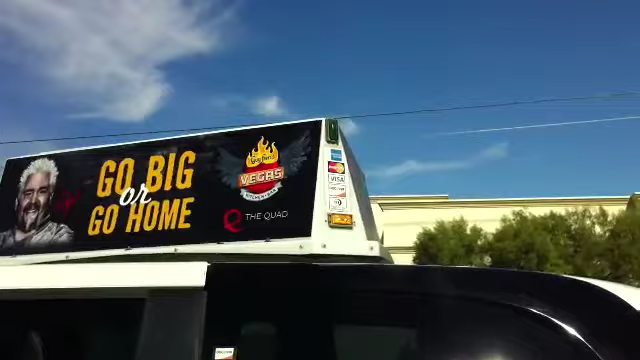 GO BIG
or
GO HOME
Guy Fieri's
VEGAS
KITCHEN & BAR
THE QUAD
VISA